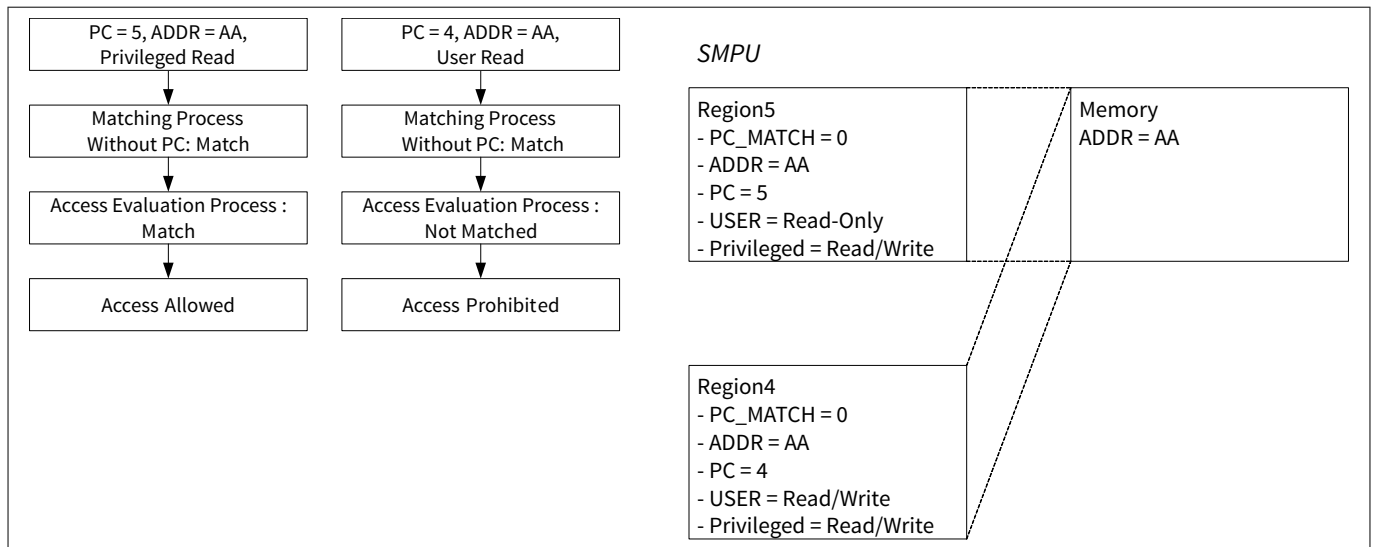 PC = 5, ADDR = AA,
Privileged Read
Matching Process
Without PC: Match
Access Evaluation Process :
Match
Access Allowed
PC = 4, ADDR = AA,
User Read
Matching Process
Without PC: Match
Access Evaluation Process :
Not Matched
Access Prohibited
SMPU
Region5
- PC_MATCH = 0
- ADDR = AA
- PC = 5
- USER = Read-Only
- Privileged = Read/Write
Memory
ADDR = AA
Region4
- PC_MATCH = 0
- ADDR = AA
- PC = 4
- USER = Read/Write
- Privileged = Read/Write